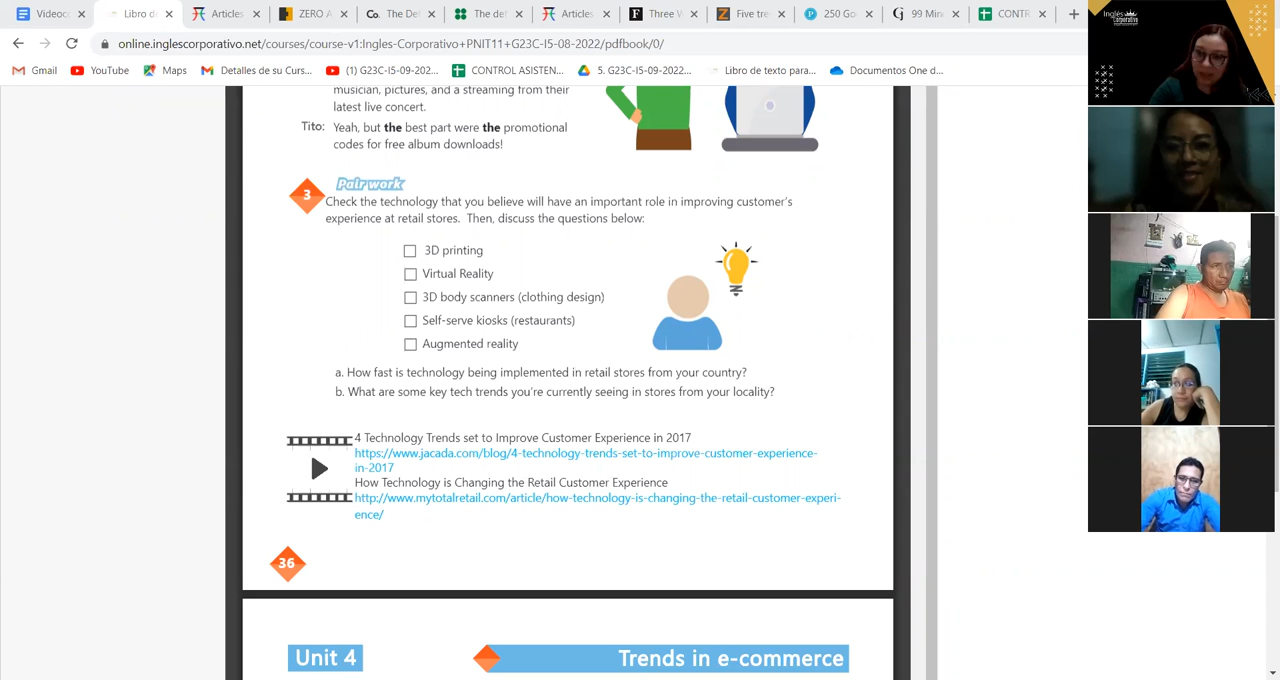 Videoc
Libro de
Articles
ZERO A
Co. The Det
The def
Articles
Three W
Five tre
250 Go
99 Mine
CONTR
online.inglescorporativo.net/courses/course-v1:Ingles-Corporativo+PNIT11+G23C-I5-08-2022/pdfbook/0/
Gmail
YouTube
Maps
Detalles de su Curs...
(1) G23C-I5-09-202...
CONTROL ASISTEN...
5. G23C-I5-09-2022...
Libro de texto para...
Documentos One d...
Inglés
Corporativo
musician, pictures, and a streaming from their
latest live concert.
Tito: Yeah, but the best part were the promotional
codes for free album downloads!
3
Pair work
Check the technology that you believe will have an important role in improving customer's
experience at retail stores. Then, discuss the questions below:
3D printing
Virtual Reality
3D body scanners (clothing design)
Self-serve kiosks (restaurants)
Augmented reality
a. How fast is technology being implemented in retail stores from your country?
b. What are some key tech trends you're currently seeing in stores from your locality?
4 Technology Trends set to Improve Customer Experience in 2017
https://www.jacada.com/blog/4-technology-trends-set-to-improve-customer-experience-
in-2017
How Technology is Changing the Retail Customer Experience
http://www.mytotalretail.com/article/how-technology-is-changing-the-retail-customer-experi-
ence/
36
Unit 4
Trends in e-commerce